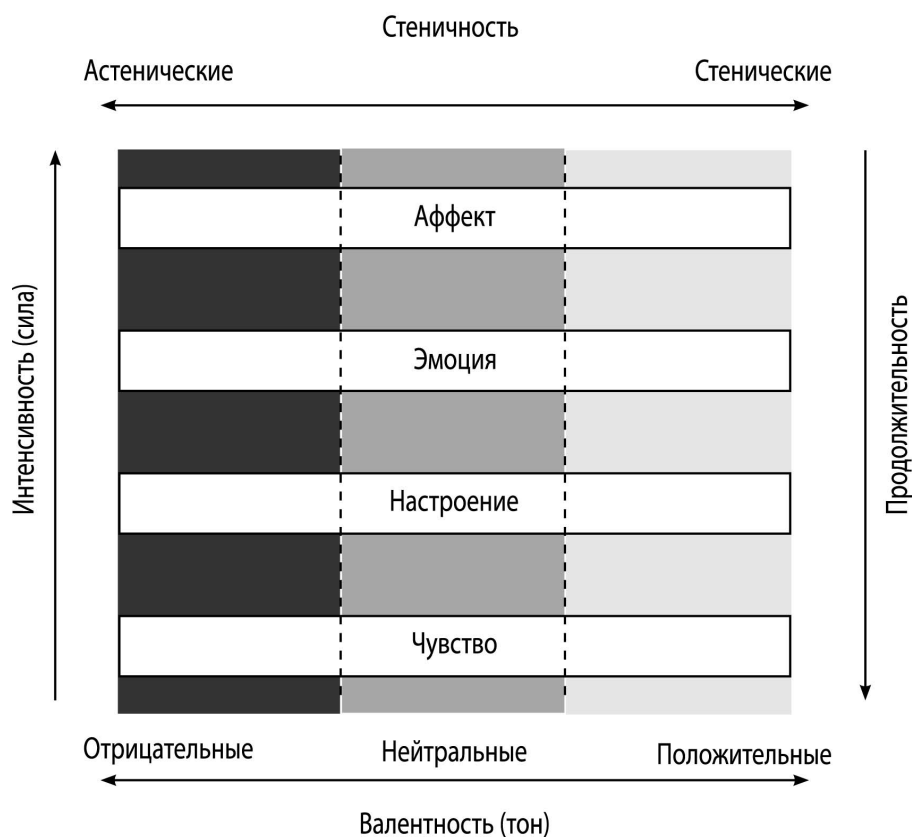 Стеничность
Астенические
Стенические
Интенсивность (сила)
Аффект
Эмоция
Настроение
Чувство
Продолжительность
Отрицательные
Нейтральные
Положительные
Валентность (тон)